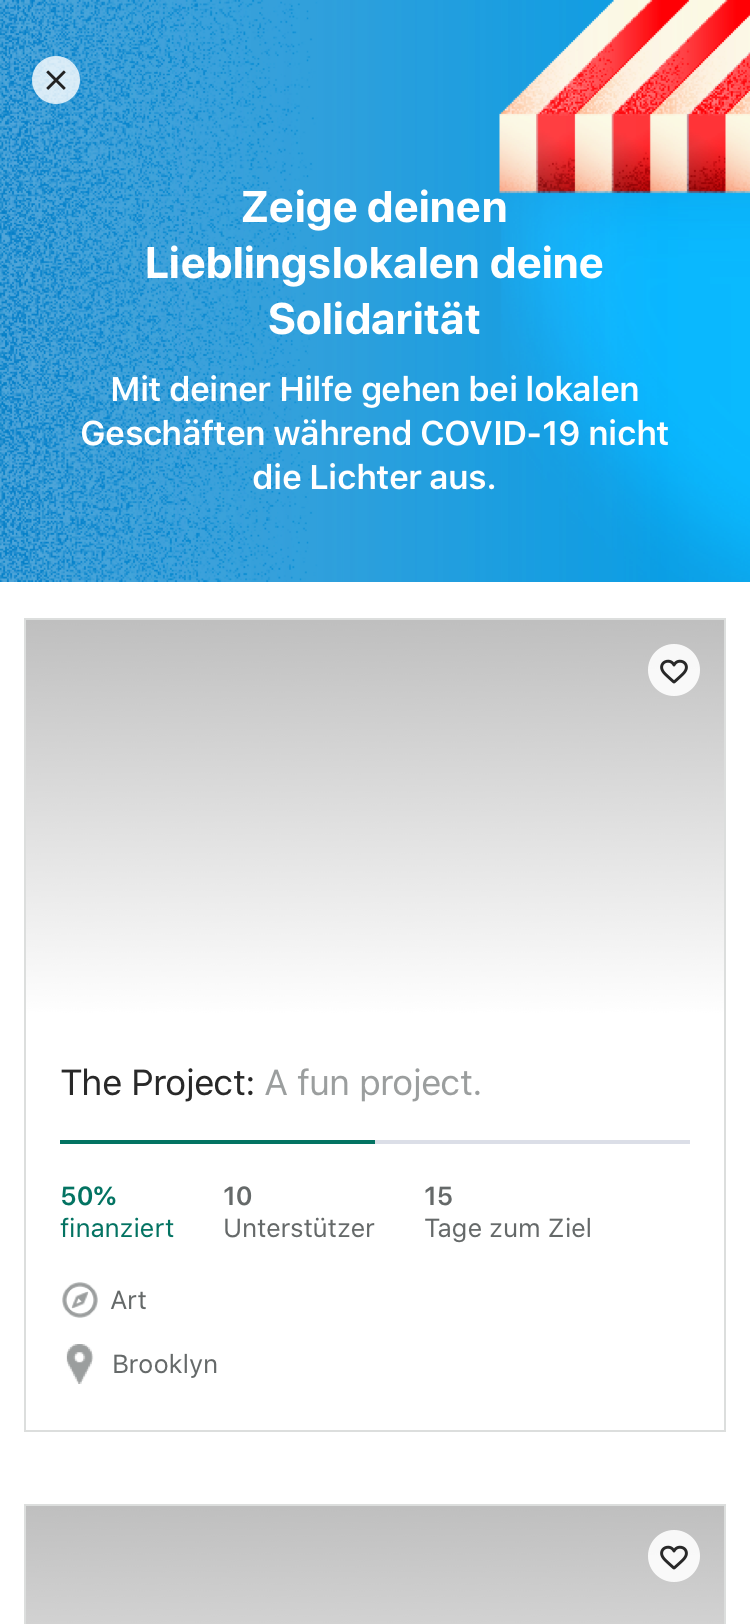 Zeige deinen
Lieblingslokalen deine
Solidarität
Mit deiner Hilfe gehen bei lokalen
Geschäften während COVID-19 nicht
die Lichter aus.
The Project: A fun project.
50% 10 15
finanziert Unterstützer Tage zum Ziel
Art
Brooklyn